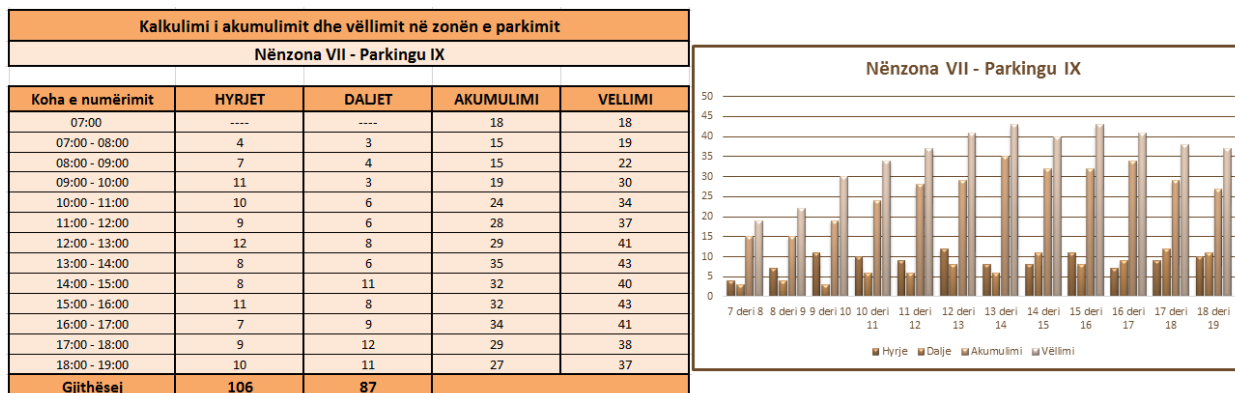 Kalkulimi i akumulimit dhe vëllimit në zonën e parkimit
Nënzona VII - Parkingu IX
Koha e numërimit HYRJET DALJET AKUMULIMI VELLIMI
07:00 ---- ---- 18 18
07:00 - 08:00 4 3 15 19
08:00 - 09:00 7 4 15 22
09:00 - 10:00 11 3 19 30
10:00 - 11:00 10 6 24 34
11:00 - 12:00 9 6 28 37
12:00 - 13:00 12 8 29 41
13:00 - 14:00 8 6 35 43
14:00 - 15:00 8 11 32 40
15:00 - 16:00 11 8 32 43
16:00 - 17:00 7 9 34 41
17:00 - 18:00 9 12 29 38
18:00 - 19:00 10 11 27 37
Gjithësej 106 87
Nënzona VII - Parkingu IX
50
45
40
35
30
25
20
15
10
5
0
7 deri 8 8 deri 9 9 deri 10 10 deri 11 deri 12 deri 13 deri 14 deri 15 deri 16 deri 17 deri 18 deri
11 12 13 14 15 16 17 18 19
Hyrje Dalje Akumulimi Vëllimi